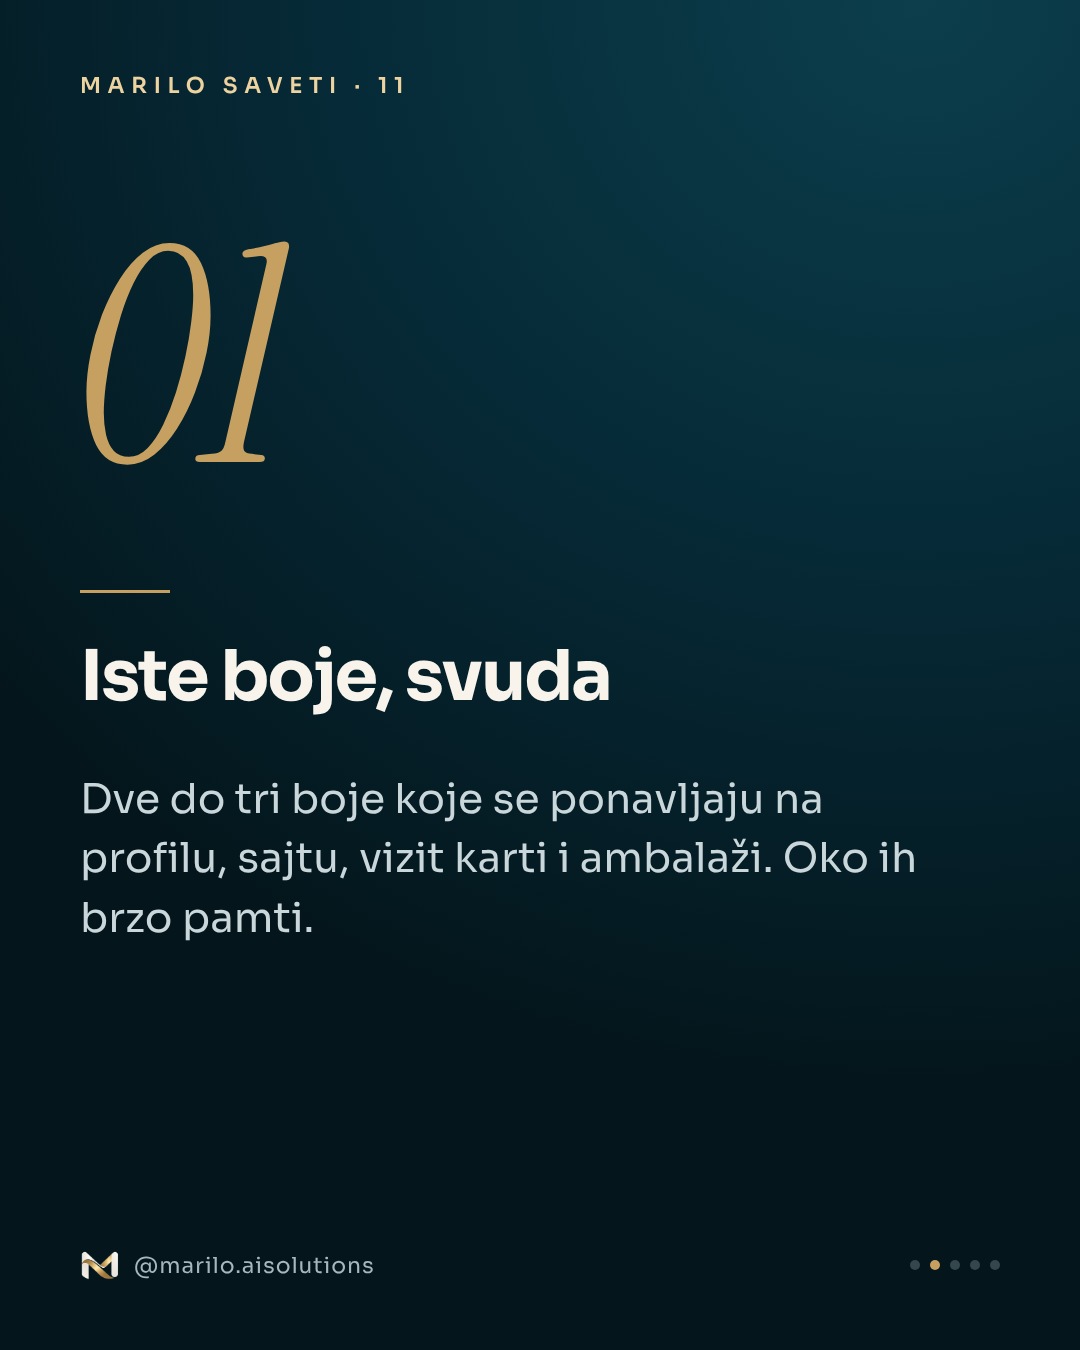 MARILO SAVETI · 11
01
Iste boje, svuda
Dve do tri boje koje se ponavljaju na
profilu, sajtu, vizit karti i ambalaži. Oko ih
brzo pamti.
@marilo.aisolutions